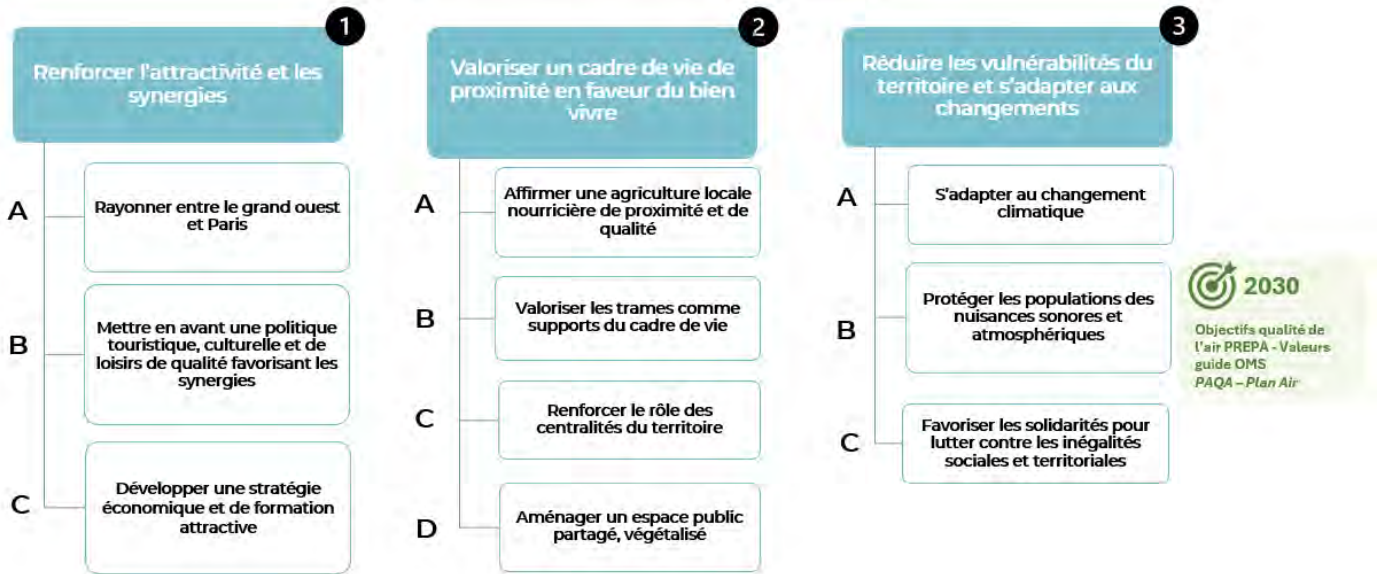 1
Renforcer l'attractivité et les
synergies
A
Rayonner entre le grand ouest
et Paris
B
Mettre en avant une politique
touristique, culturelle et de
loisirs de qualité favorisant les
synergies
C
Développer une stratégie
économique et de formation
attractive
2
Valoriser un cadre de vie de
proximité en faveur du bien
vivre
A
Affirmer une agriculture locale
nourricière de proximité et de
qualité
B
Valoriser les trames comme
supports du cadre de vie
C
Renforcer le rôle des
centralités du territoire
D
Aménager un espace public
partagé, végétalisé
3
Réduire les vulnérabilités du
territoire et s'adapter aux
changements
A
S'adapter au changement
climatique
B
Protéger les populations des
nuisances sonores et
atmosphériques
2030
Objectifs qualité de
l'air PREPA - Valeurs
guide OMS
PAQA – Plan Air
C
Favoriser les solidarités pour
lutter contre les inégalités
sociales et territoriales